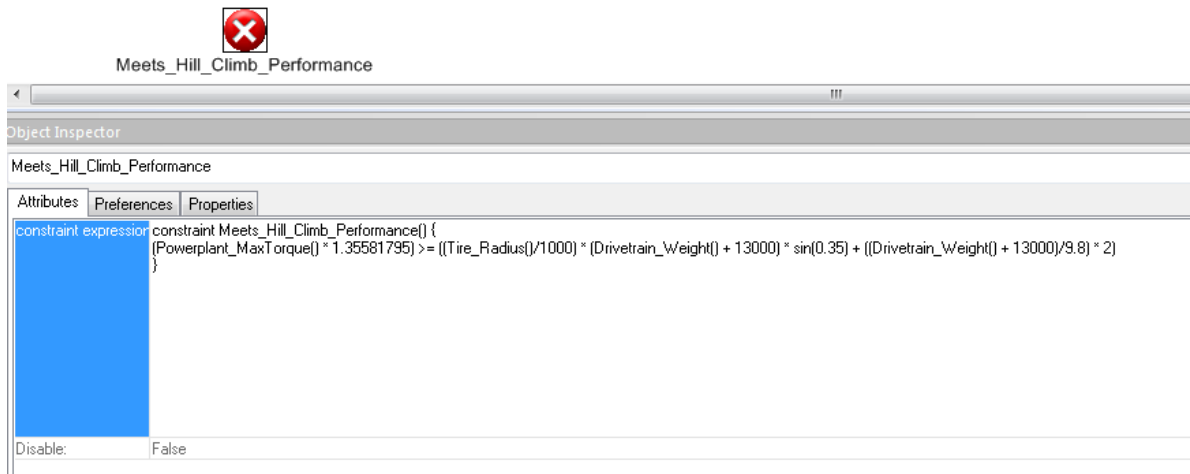 Meets_Hill_Climb_Performance
Object Inspector
Meets_Hill_Climb_Performance
Attributes Preferences Properties
constraint expression constraint Meets_Hill_Climb_Performance() {
(Powerplant_MaxTorque() * 1.35581795) >= ((Tire_Radius()/1000) * (Drivetrain_Weight() + 13000) * sin(0.35) + ((Drivetrain_Weight() + 13000)/9.8) * 2)
}
Disable: False